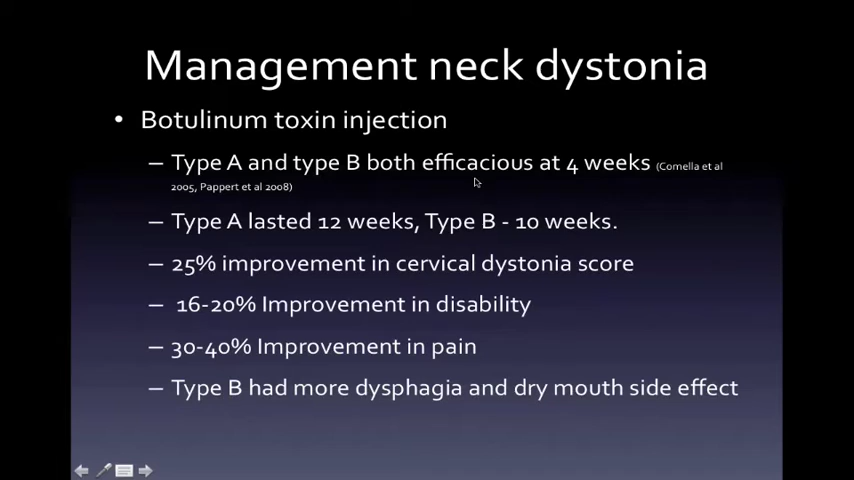 Management neck dystonia
• Botulinum toxin injection
– Type A and type B both efficacious at 4 weeks (Comella et al
2005, Pappert et al 2008)
– Type A lasted 12 weeks, Type B - 10 weeks.
– 25% improvement in cervical dystonia score
– 16-20% Improvement in disability
– 30-40% Improvement in pain
– Type B had more dysphagia and dry mouth side effect